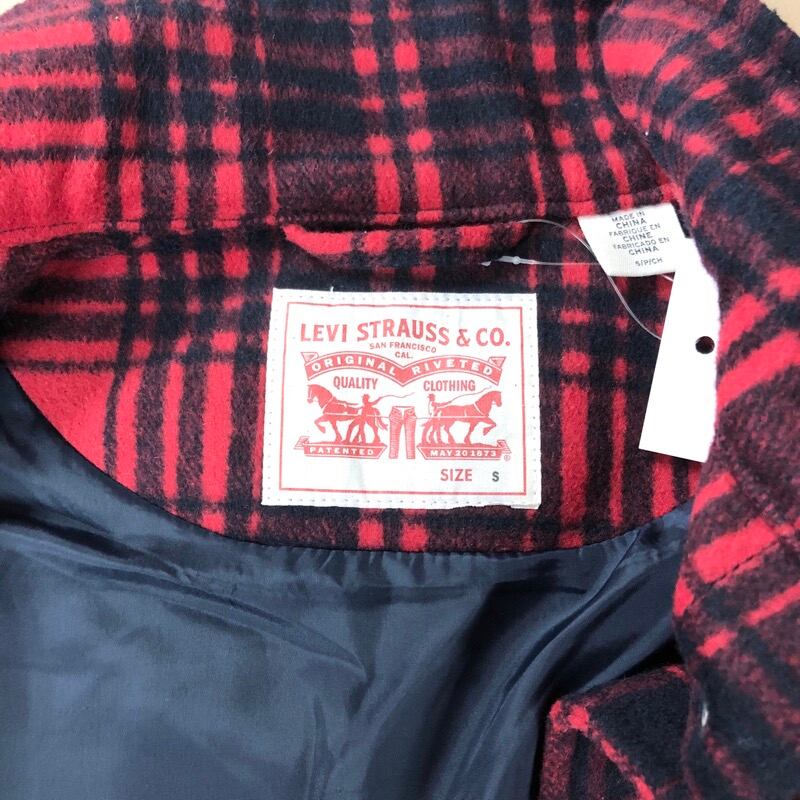 MADE IN
CHINA
FABRIQUE EN
CHINE
FABRICADO EN
CHINA
S/P/CH
LEVI STRAUSS & CO.
SAN FRANCISCO
CAL.
ORIGINAL RIVETED
QUALITY CLOTHING
PATENTED MAY 20 1873 ®
SIZE S